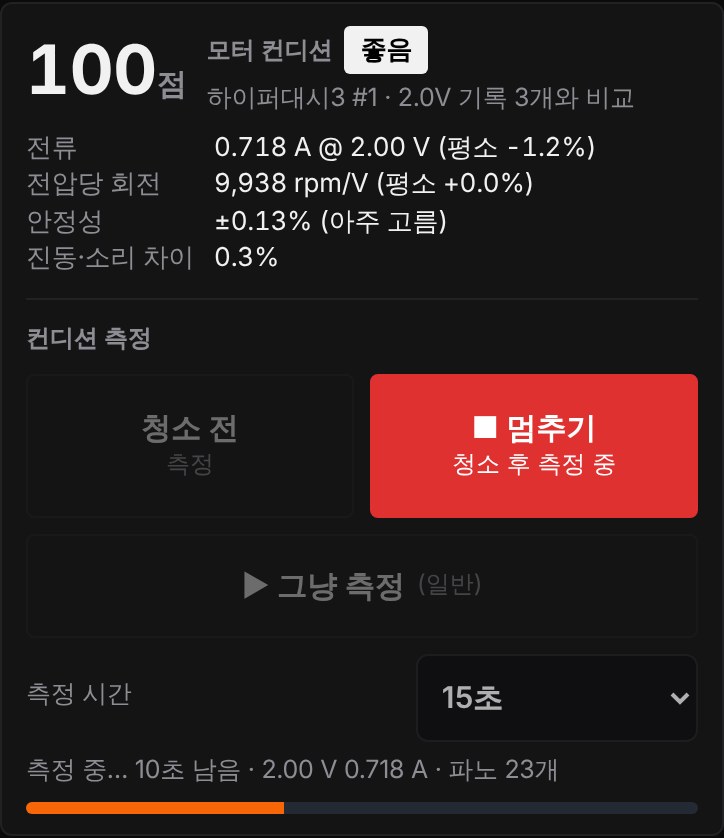 100점
모터 컨디션 좋음
하이퍼대시3 #1 · 2.0V 기록 3개와 비교
전류 0.718 A @ 2.00 V (평소 -1.2%)
전압당 회전 9,938 rpm/V (평소 +0.0%)
안정성 ±0.13% (아주 고름)
진동·소리 차이 0.3%
컨디션 측정
청소 전
측정
■ 멈추기
청소 후 측정 중
▶ 그냥 측정 (일반)
측정 시간 15초
측정 중... 10초 남음 · 2.00 V 0.718 A · 파노 23개